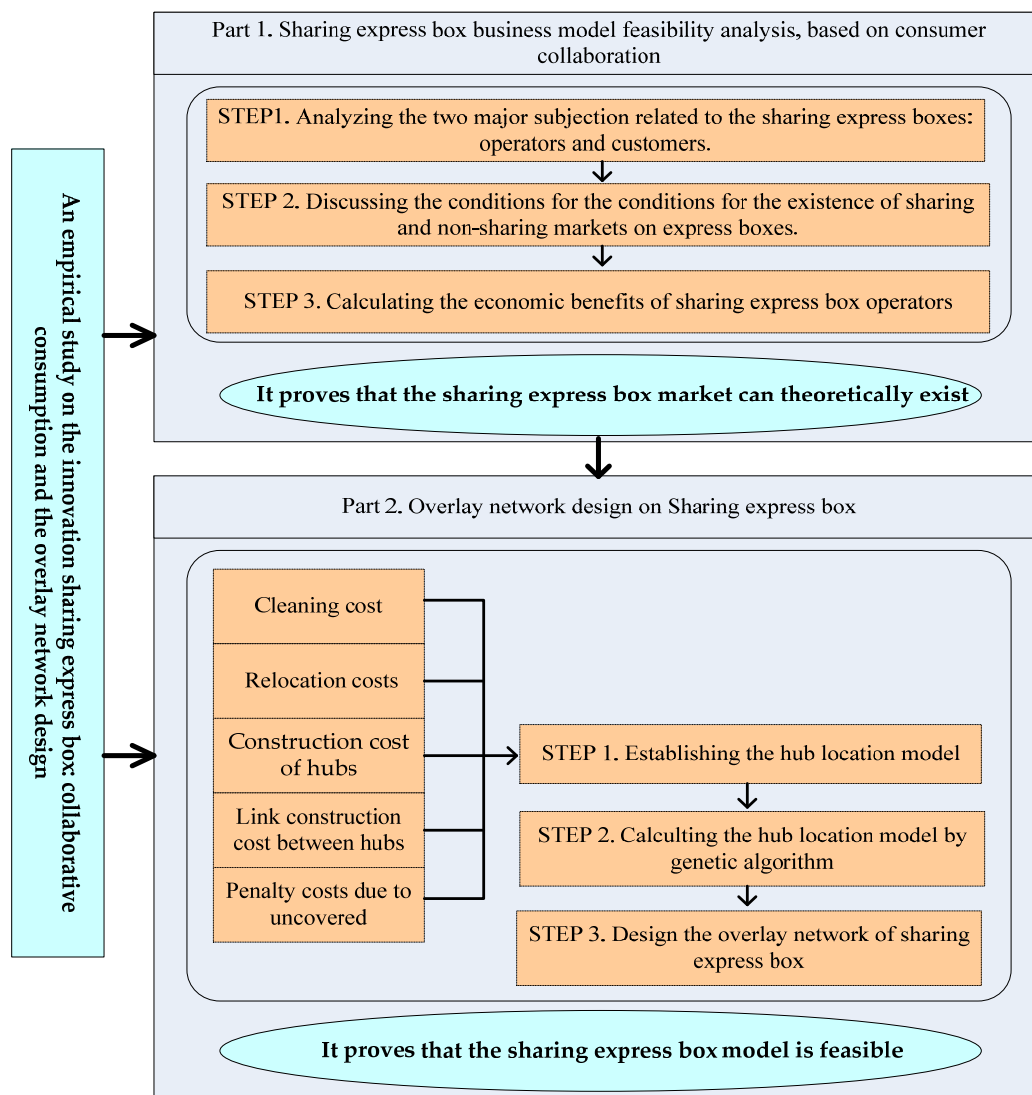 An empirical study on the innovation sharing express box: collaborative
consumption and the overlay network design
Part 1. Sharing express box business model feasibility analysis, based on consumer
collaboration
STEP1. Analyzing the two major subjection related to the sharing express boxes:
operators and customers.
STEP 2. Discussing the conditions for the conditions for the existence of sharing
and non-sharing markets on express boxes.
STEP 3. Calculating the economic benefits of sharing express box operators
It proves that the sharing express box market can theoretically exist
Part 2. Overlay network design on Sharing express box
Cleaning cost
Relocation costs
Construction cost
of hubs
Link construction
cost between hubs
Penalty costs due to
uncovered
STEP 1. Establishing the hub location model
STEP 2. Calculting the hub location model by
genetic algorithm
STEP 3. Design the overlay network of sharing
express box
It proves that the sharing express box model is feasible